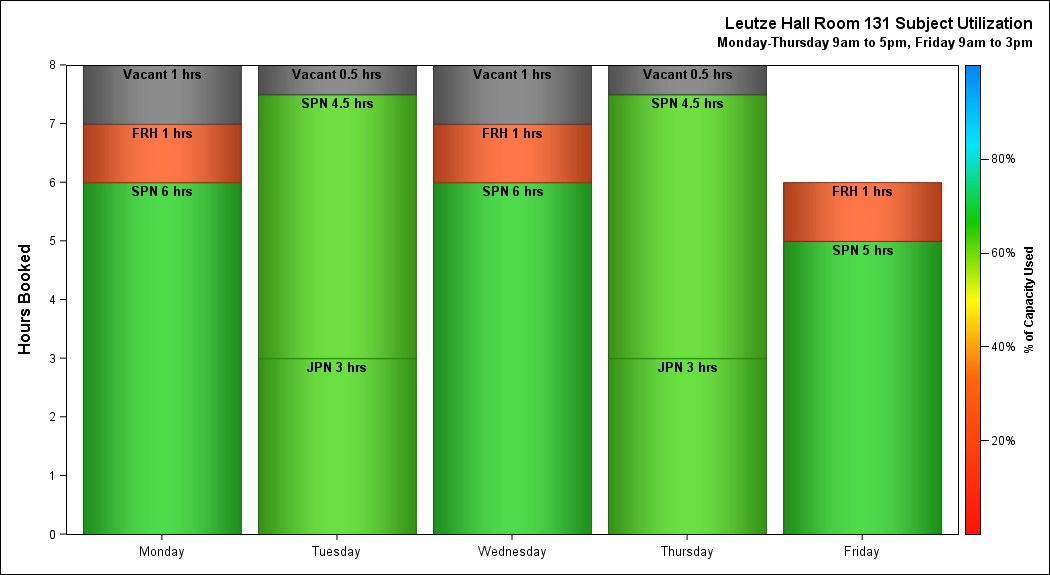 Leutze Hall Room 131 Subject Utilization
Monday-Thursday 9am to 5pm, Friday 9am to 3pm
Hours Booked
8
7
6
5
4
3
2
1
0
Vacant 1 hrs
FRH 1 hrs
SPN 6 hrs
Vacant 0.5 hrs
SPN 4.5 hrs
JPN 3 hrs
Vacant 1 hrs
FRH 1 hrs
SPN 6 hrs
Vacant 0.5 hrs
SPN 4.5 hrs
JPN 3 hrs
FRH 1 hrs
SPN 5 hrs
Monday
Tuesday
Wednesday
Thursday
Friday
80%
60%
40%
20%
% of Capacity Used